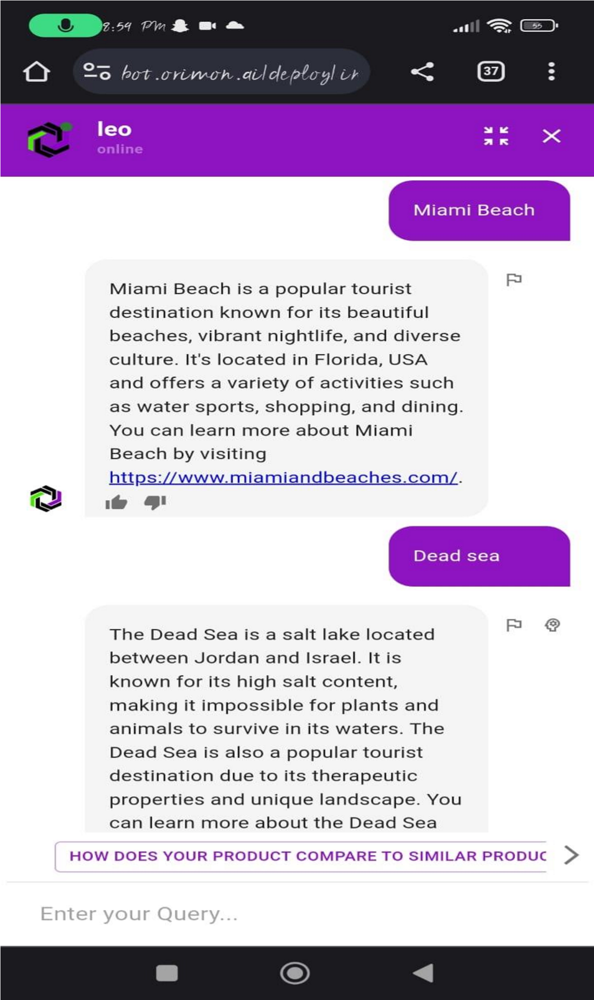 8:59 PM
55
bot.orimon.ai/deploy/in
37
leo
online
Miami Beach
Miami Beach is a popular tourist
destination known for its beautiful
beaches, vibrant nightlife, and diverse
culture. It's located in Florida, USA
and offers a variety of activities such
as water sports, shopping, and dining.
You can learn more about Miami
Beach by visiting
https://www.miamiandbeaches.com/.
Dead sea
The Dead Sea is a salt lake located
between Jordan and Israel. It is
known for its high salt content,
making it impossible for plants and
animals to survive in its waters. The
Dead Sea is also a popular tourist
destination due to its therapeutic
properties and unique landscape. You
can learn more about the Dead Sea
HOW DOES YOUR PRODUCT COMPARE TO SIMILAR PRODUC
Enter your Query...